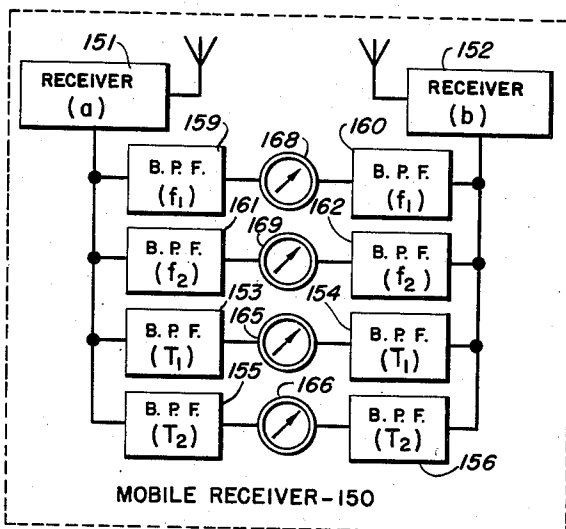 151
RECEIVER
(a)
152
RECEIVER
(b)
159
B. P. F.
(f1)
168
160
B. P. F.
(f1)
161
B. P. F.
(f2)
169
162
B. P. F.
(f2)
153
B. P. F.
(T1)
165
154
B. P. F.
(T1)
155
B. P. F.
(T2)
166
B. P. F.
(T2)
156
MOBILE RECEIVER-150